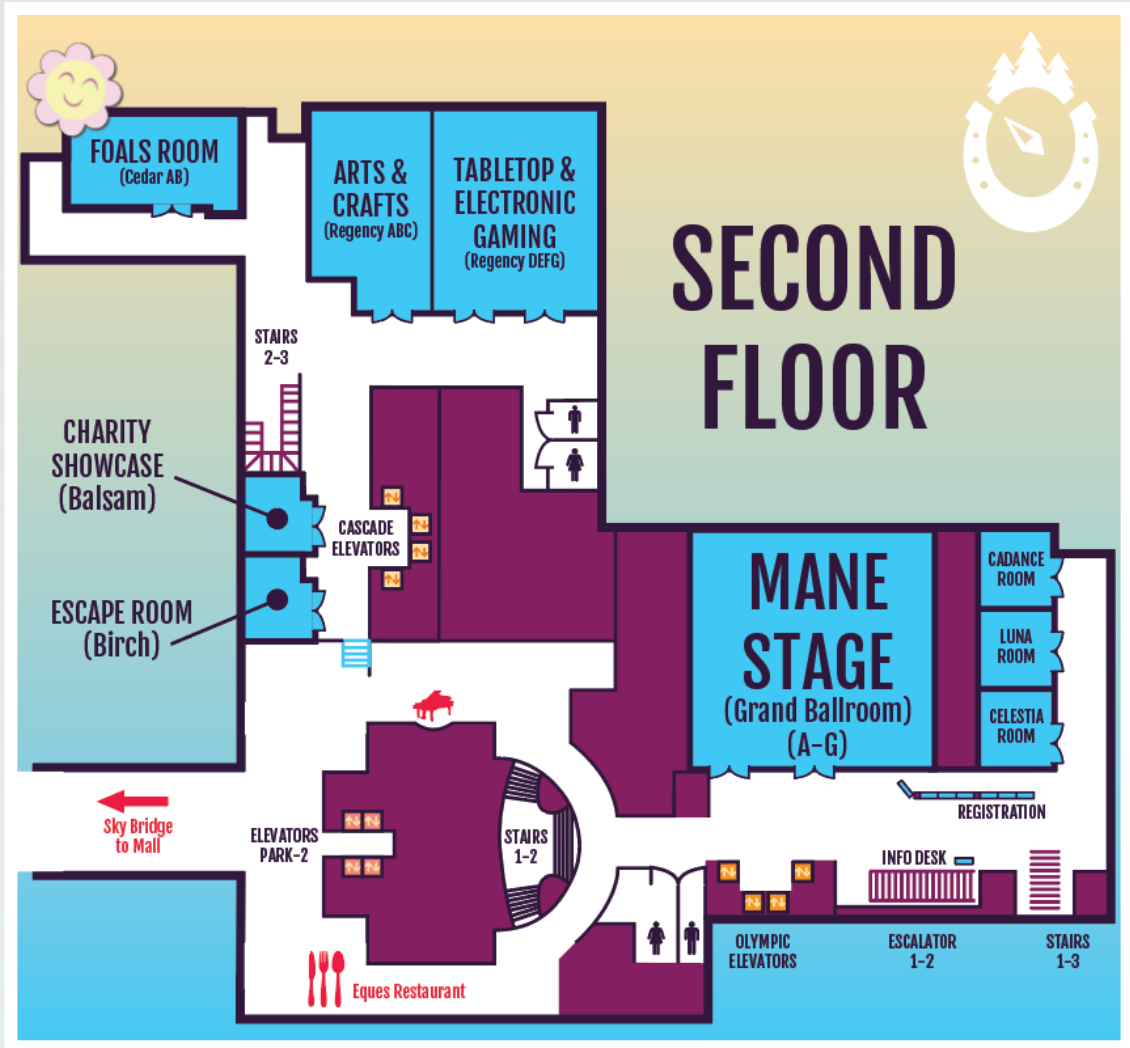 FOALS ROOM
(Cedar AB)
ARTS &
CRAFTS
(Regency ABC)
TABLETOP &
ELECTRONIC
GAMING
(Regency DEFG)
SECOND
FLOOR
STAIRS
2-3
CHARITY
SHOWCASE
(Balsam)
CASCADE
ELEVATORS
ESCAPE ROOM
(Birch)
MANE
STAGE
(Grand Ballroom)
(A-G)
CADANCE
ROOM
LUNA
ROOM
CELESTIA
ROOM
Sky Bridge
to Mall
ELEVATORS
PARK-2
STAIRS
1-2
REGISTRATION
INFO DESK
OLYMPIC
ELEVATORS
ESCALATOR
1-2
STAIRS
1-3
Eques Restaurant